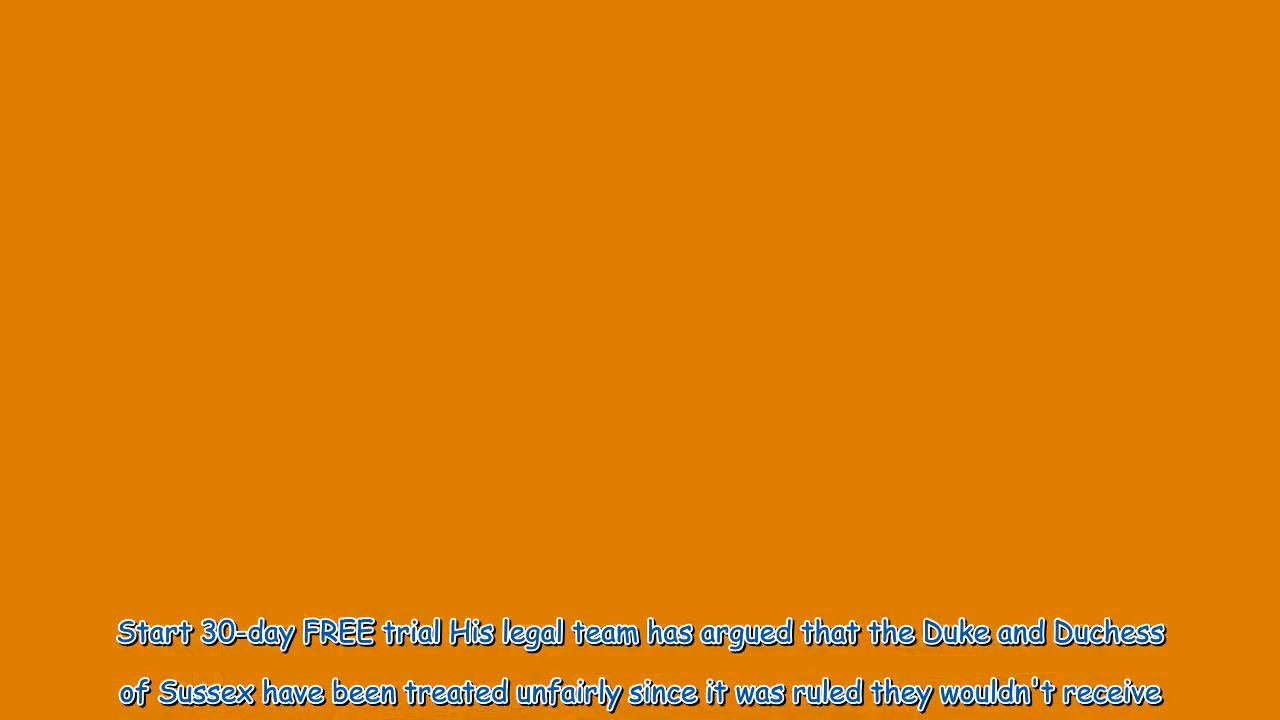 Start 30-day FREE trial His legal team has argued that the Duke and Duchess
of Sussex have been treated unfairly since it was ruled they wouldn't receive